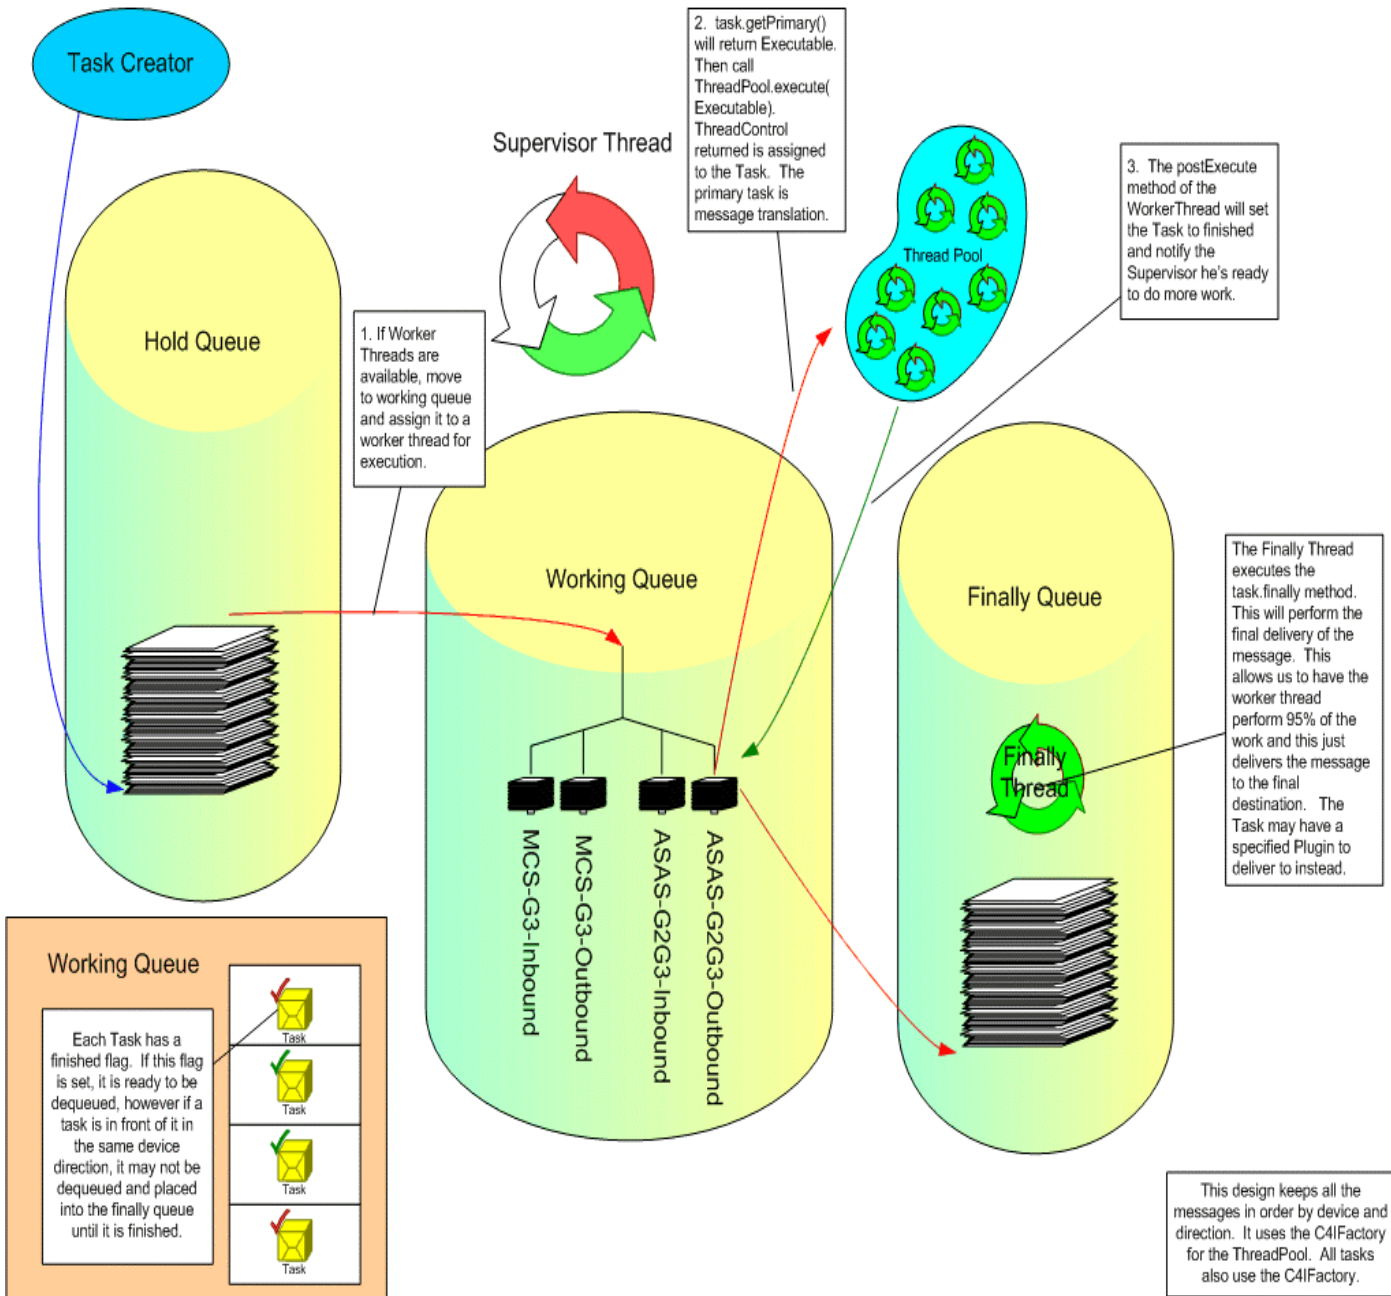 Task Creator
Hold Queue
1. If Worker
Threads are
available, move
to working queue
and assign it to a
worker thread for
execution.
Supervisor Thread
2. task.getPrimary()
will return Executable.
Then call
ThreadPool.execute(
Executable).
ThreadControl
returned is assigned
to the Task. The
primary task is
message translation.
Thread Pool
3. The postExecute
method of the
WorkerThread will set
the Task to finished
and notify the
Supervisor he's ready
to do more work.
Working Queue
MCS-G3-Inbound
MCS-G3-Outbound
ASAS-G2G3-Inbound
ASAS-G2G3-Outbound
Finally Queue
Finally
Thread
The Finally Thread
executes the
task.finally method.
This will perform the
final delivery of the
message. This
allows us to have the
worker thread
perform 95% of the
work and this just
delivers the message
to the final
destination. The
Task may have a
specified Plugin to
deliver to instead.
Working Queue
Each Task has a
finished flag. If this flag
is set, it is ready to be
dequeued, however if a
task is in front of it in
the same device
direction, it may not be
dequeued and placed
into the finally queue
until it is finished.
Task
Task
Task
Task
This design keeps all the
messages in order by device and
direction. It uses the C4IFactory
for the ThreadPool. All tasks
also use the C4IFactory.